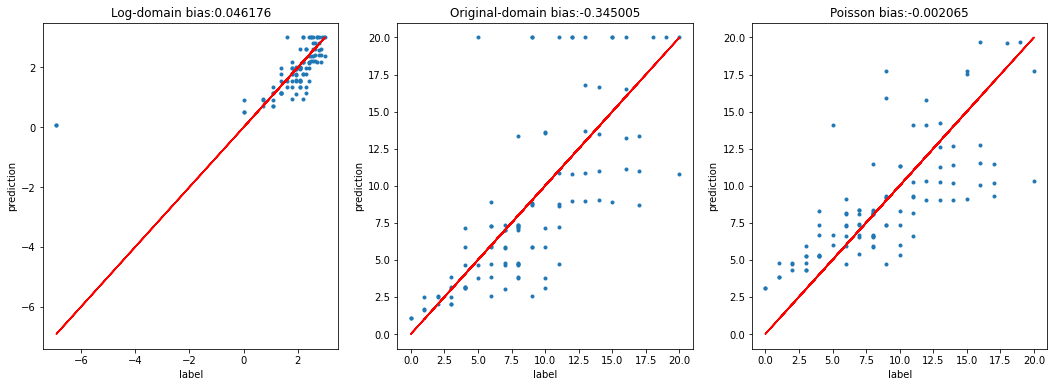 Log-domain bias:0.046176
2
0
−2
−4
−6
prediction
−6 −4 −2 0 2
label
Original-domain bias:-0.345005
20.0
17.5
15.0
12.5
10.0
7.5
5.0
2.5
0.0
prediction
0.0 2.5 5.0 7.5 10.0 12.5 15.0 17.5 20.0
label
Poisson bias:-0.002065
20.0
17.5
15.0
12.5
10.0
7.5
5.0
2.5
0.0
prediction
0.0 2.5 5.0 7.5 10.0 12.5 15.0 17.5 20.0
label